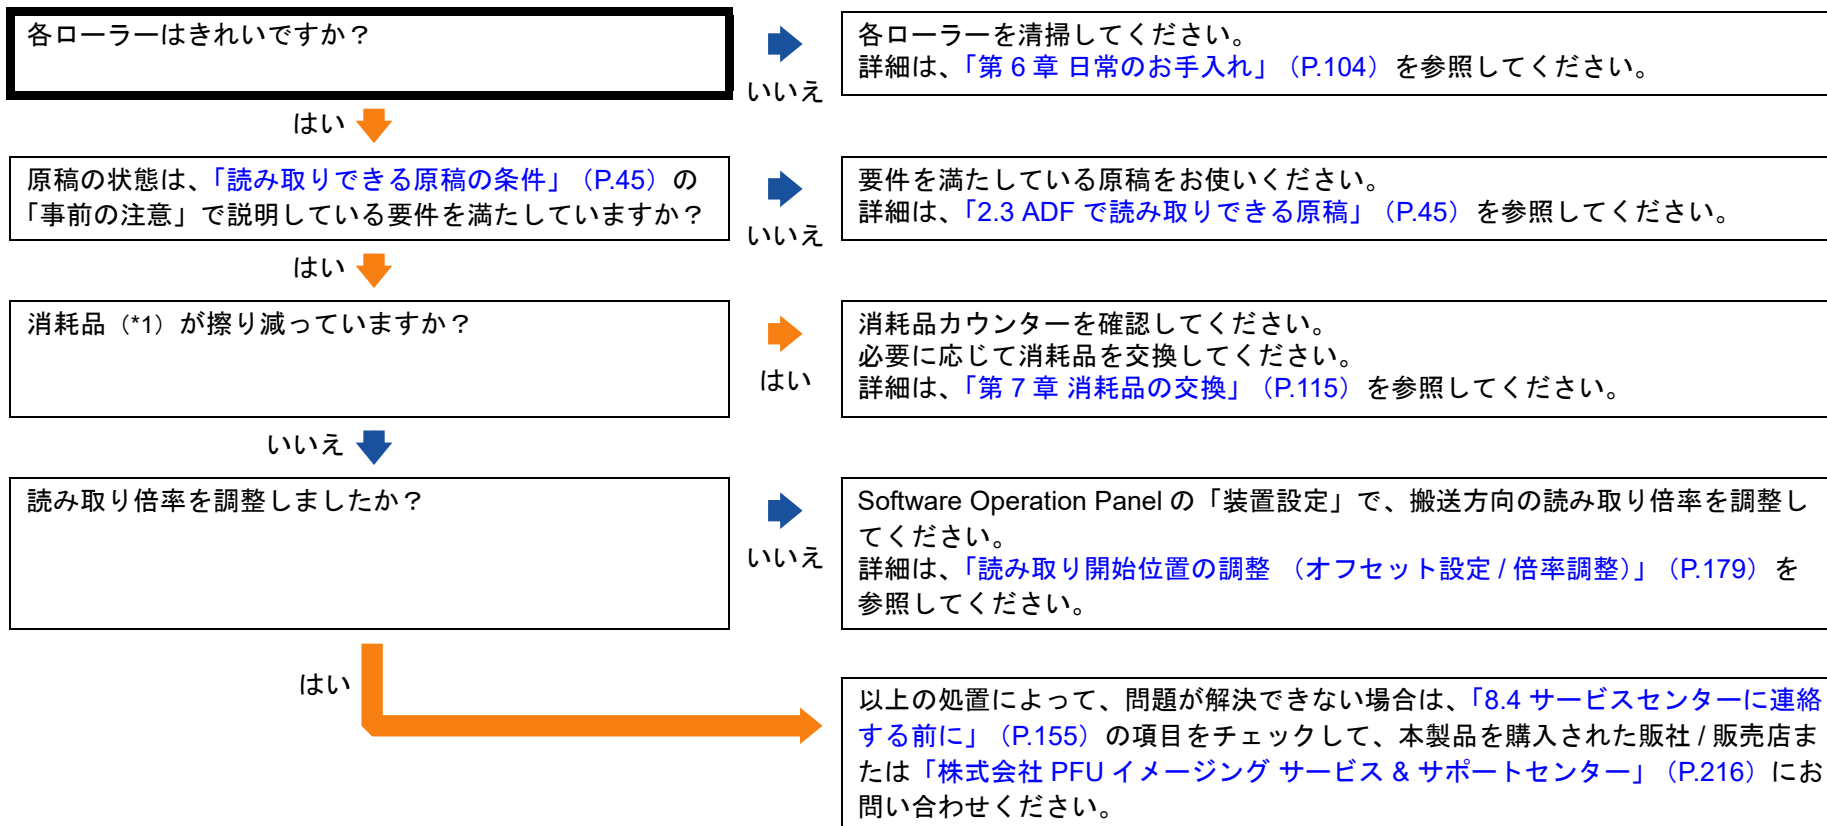 各ローラーはきれいですか？
いいえ
各ローラーを清掃してください。
詳細は、「第 6 章 日常のお手入れ」（P.104）を参照してください。
はい
原稿の状態は、「読み取りできる原稿の条件」（P.45）の
「事前の注意」で説明している要件を満たしていますか？
いいえ
要件を満たしている原稿をお使いください。
詳細は、「2.3 ADF で読み取りできる原稿」（P.45）を参照してください。
はい
消耗品（*1）が擦り減っていますか？
はい
消耗品カウンターを確認してください。
必要に応じて消耗品を交換してください。
詳細は、「第 7 章 消耗品の交換」（P.115）を参照してください。
いいえ
読み取り倍率を調整しましたか？
いいえ
Software Operation Panel の「装置設定」で、搬送方向の読み取り倍率を調整し
てください。
詳細は、「読み取り開始位置の調整 （オフセット設定 / 倍率調整）」（P.179）を
参照してください。
はい
以上の処置によって、問題が解決できない場合は、「8.4 サービスセンターに連絡
する前に」（P.155）の項目をチェックして、本製品を購入された販社 / 販売店ま
たは「株式会社 PFU イメージング サービス & サポートセンター」（P.216）にお
問い合わせください。